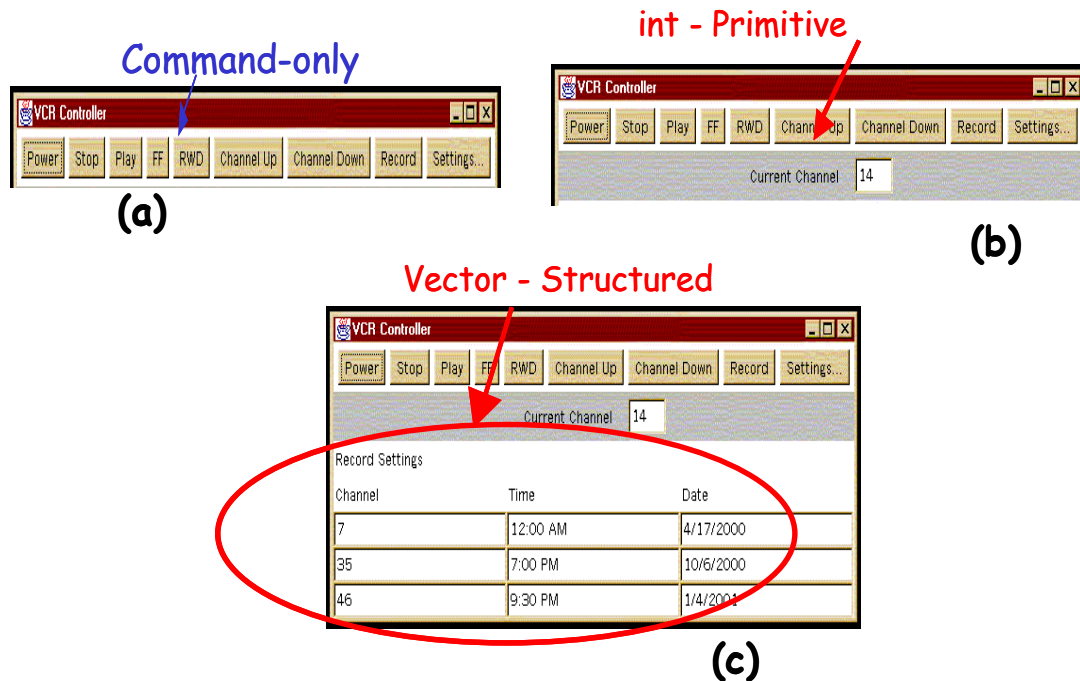 Command-only
VCR Controller
Power Stop Play FF RWD Channel Up Channel Down Record Settings...
(a)
int - Primitive
VCR Controller
Power Stop Play FF RWD Channel Up Channel Down Record Settings...
Current Channel 14
(b)
Vector - Structured
VCR Controller
Power Stop Play FF RWD Channel Up Channel Down Record Settings...
Current Channel 14
Record Settings
Channel Time Date
7 12:00 AM 4/17/2000
35 7:00 PM 10/6/2000
46 9:30 PM 1/4/2001
(c)